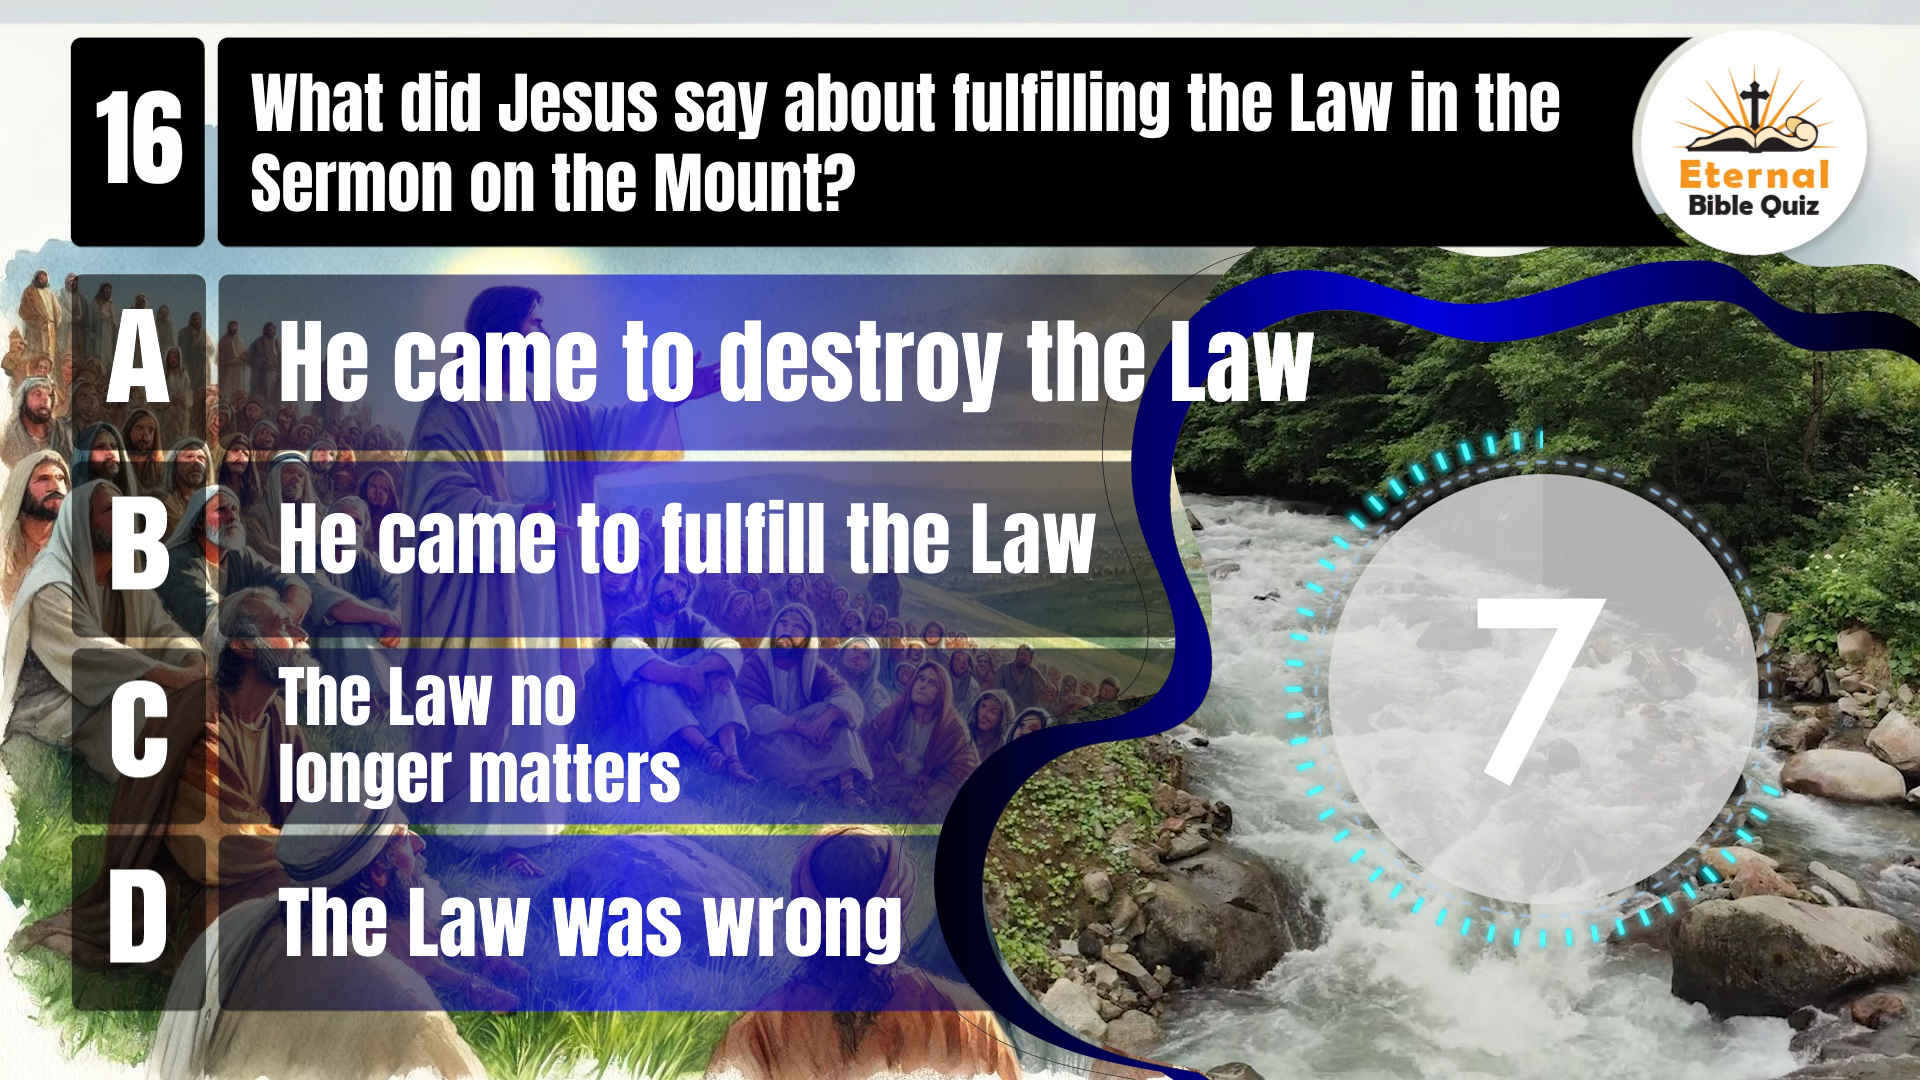 16
What did Jesus say about fulfilling the Law in the
Sermon on the Mount?
Eternal
Bible Quiz
A
He came to destroy the Law
B
He came to fulfill the Law
C
The Law no
longer matters
D
The Law was wrong
7